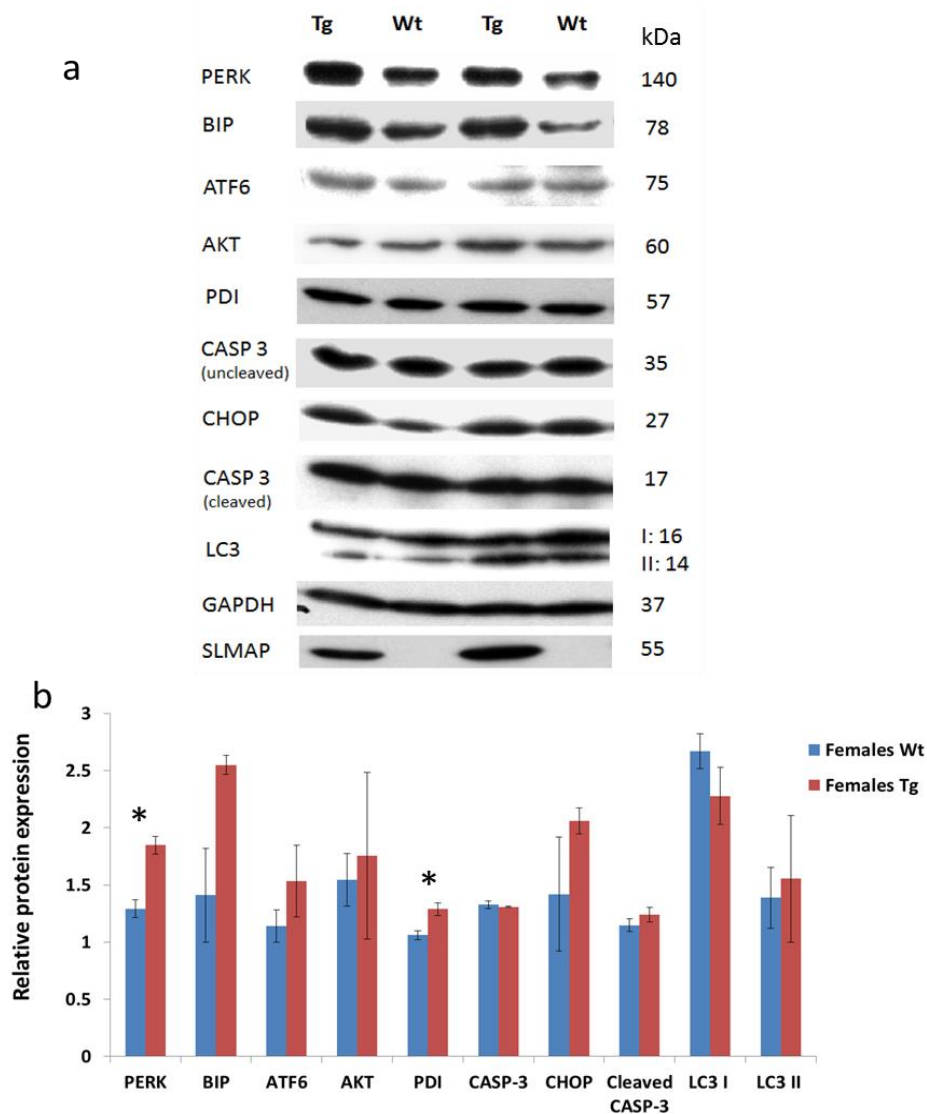 a
Tg Wt Tg Wt
kDa
PERK 140
BIP 78
ATF6 75
AKT 60
PDI 57
CASP 3
(uncleaved) 35
CHOP 27
CASP 3
(cleaved) 17
LC3 I: 16
II: 14
GAPDH 37
SLMAP 55
b
Relative protein expression
3
2.5
2
1.5
1
0.5
0
* *
Females Wt
Females Tg
PERK BIP ATF6 AKT PDI CASP-3 CHOP Cleaved LC3 I LC3 II
CASP-3